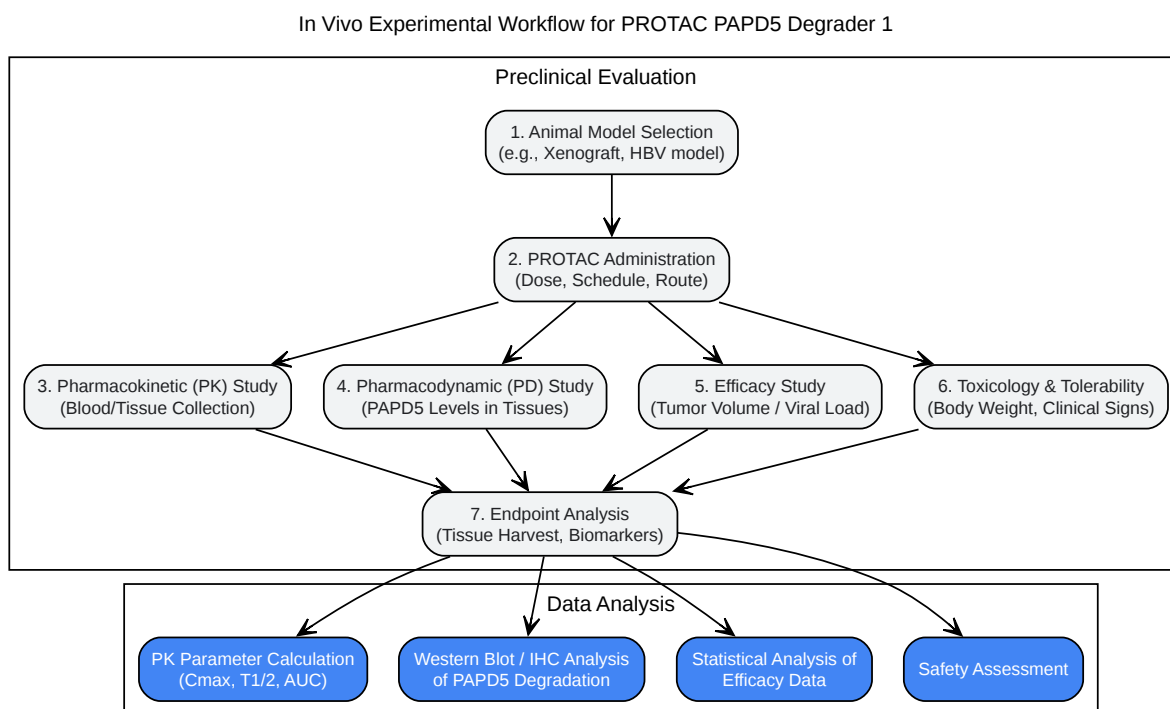 In Vivo Experimental Workflow for PROTAC PAPD5 Degrader 1
Preclinical Evaluation
1. Animal Model Selection
(e.g., Xenograft, HBV model)
2. PROTAC Administration
(Dose, Schedule, Route)
3. Pharmacokinetic (PK) Study
(Blood/Tissue Collection)
4. Pharmacodynamic (PD) Study
(PAPD5 Levels in Tissues)
5. Efficacy Study
(Tumor Volume / Viral Load)
6. Toxicology & Tolerability
(Body Weight, Clinical Signs)
7. Endpoint Analysis
(Tissue Harvest, Biomarkers)
Data Analysis
PK Parameter Calculation
(Cmax, T1/2, AUC)
Western Blot / IHC Analysis
of PAPD5 Degradation
Statistical Analysis of
Efficacy Data
Safety Assessment